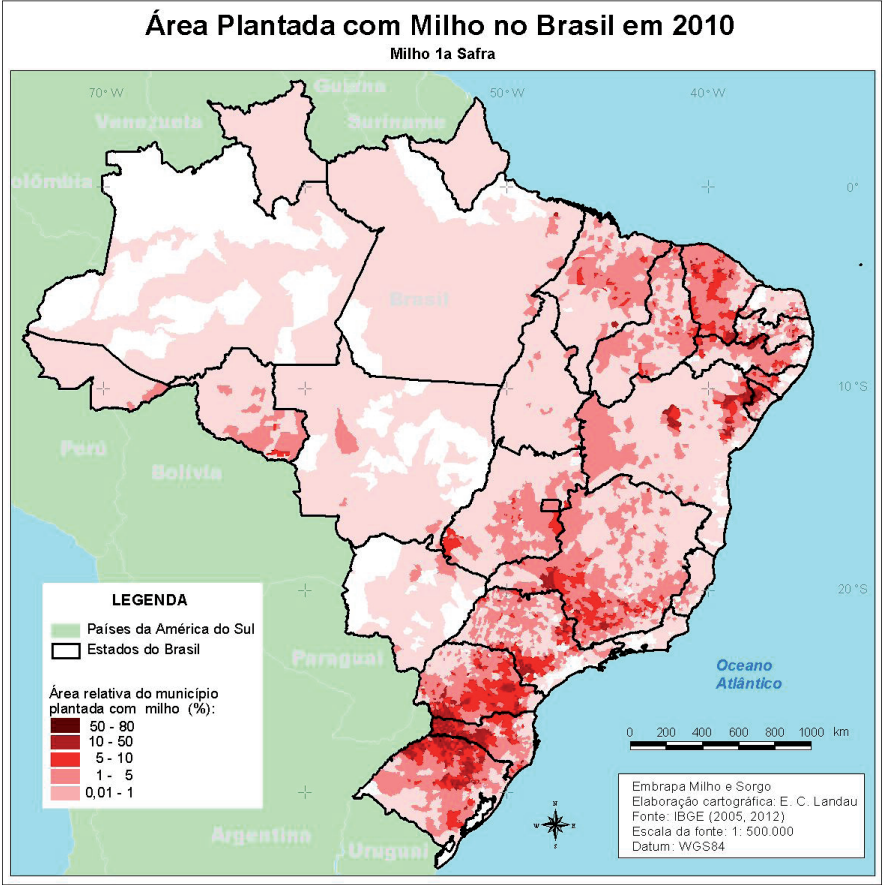 Área Plantada com Milho no Brasil em 2010
Milho 1a Safra
70° W
50° W
40° W
Guiana
Venezuela
Suriname
olômbia
0°
Brasil
10° S
Perú
Bolívia
20° S
LEGENDA
Países da América do Sul
Estados do Brasil
Área relativa do município
plantada com milho (%):
50 - 80
10 - 50
5 - 10
1 - 5
0,01 - 1
Paraguai
Oceano
Atlântico
0 200 400 600 800 1000 km
Embrapa Milho e Sorgo
Elaboração cartográfica: E. C. Landau
Fonte: IBGE (2005, 2012)
Escala da fonte: 1: 500.000
Datum: WGS84
N
W E
S
Argentina
Uruguai